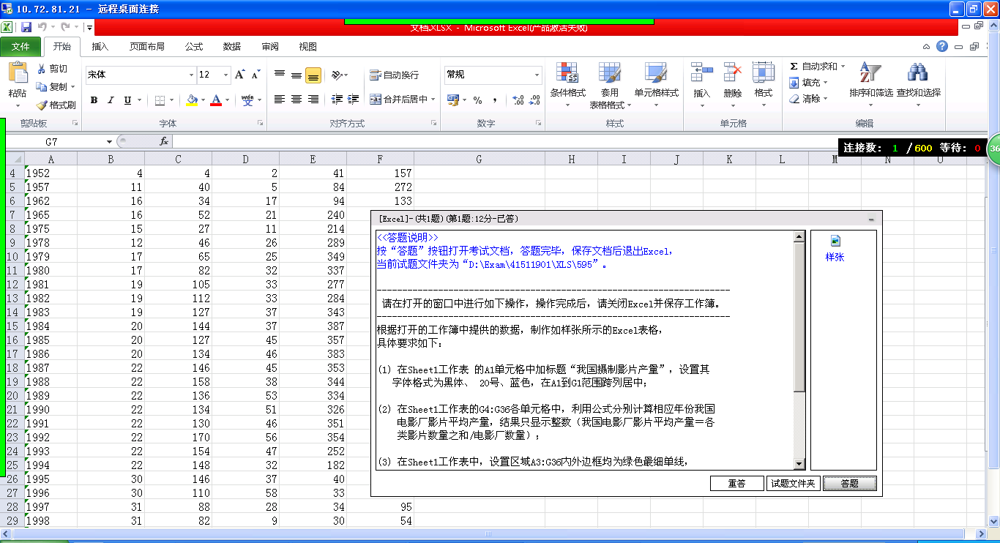 10.72.81.21 - 远程桌面连接
文档.XLSX - Microsoft Excel(产品激活失败)
文件 开始 插入 页面布局 公式 数据 审阅 视图
粘贴 剪切 复制 格式刷 剪贴板
宋体 12 B I U 字体
自动换行 合并后居中 对齐方式
常规 % , 数字
条件格式 套用表格格式 单元格样式 样式
插入 删除 格式 单元格
Σ 自动求和 填充 清除 排序和筛选 查找和选择 编辑
G7 fx
连接数: 1 /600 等待: 0
36
A B C D E F G H I J K L M N O
4 1952 4 4 2 41 157
5 1957 11 40 5 84 272
6 1962 16 34 17 94 133
7 1965 16 52 21 240
8 1975 15 27 11 214
9 1978 12 46 26 289
10 1979 17 65 25 349
11 1980 17 82 32 337
12 1981 19 105 33 277
13 1982 19 112 33 284
14 1983 19 127 37 343
15 1984 20 144 37 387
16 1985 20 127 45 357
17 1986 20 134 46 383
18 1987 22 146 45 353
19 1988 22 158 38 344
20 1989 22 136 53 334
21 1990 22 134 51 326
22 1991 22 130 46 351
23 1992 22 170 56 354
24 1993 22 154 47 252
25 1994 22 148 32 182
26 1995 30 146 37 40
27 1996 30 110 58 33
28 1997 31 88 28 34 95
29 1998 31 82 9 30 54
[Excel]-(共1题)(第1题:12分-已答)
<<答题说明>>
按“答题”按钮打开考试文档，答题完毕，保存文档后退出Excel，
当前试题文件夹为“D:\Exam\41511901\XLS\595”。
请在打开的窗口中进行如下操作，操作完成后，请关闭Excel并保存工作簿。
根据打开的工作簿中提供的数据，制作如样张所示的Excel表格，
具体要求如下：
(1) 在Sheet1工作表 的A1单元格中加标题“我国摄制影片产量”，设置其
字体格式为黑体、 20号、蓝色，在A1到G1范围跨列居中；
(2) 在Sheet1工作表的G4:G36各单元格中，利用公式分别计算相应年份我国
电影厂影片平均产量，结果只显示整数（我国电影厂影片平均产量＝各
类影片数量之和/电影厂数量）；
(3) 在Sheet1工作表中，设置区域A3:G36内外边框均为绿色最细单线，
样张
重答 试题文件夹 答题